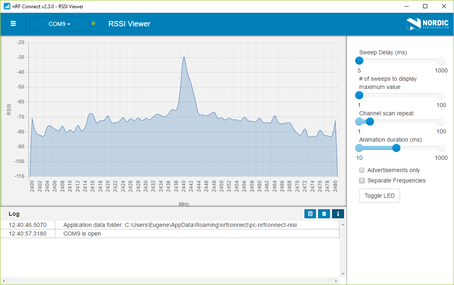 nRF Connect v2.3.0 - RSSI Viewer
COM9
RSSI Viewer
NORDIC
SEMICONDUCTOR
-20
-30
-40
-50
-60
-70
-80
-90
-100
-110
RSSI
2400 2402 2404 2406 2408 2410 2412 2414 2416 2418 2420 2422 2424 2426 2428 2430 2432 2434 2436 2438 2440 2442 2444 2446 2448 2450 2452 2454 2456 2458 2460 2462 2464 2466 2468 2470 2472 2474 2476 2478 2480
MHz
Sweep Delay (ms)
5 1000
# of sweeps to display
maximum value
1 100
Channel scan repeat
1 100
Animation duration (ms)
10 1000
Advertisements only
Separate Frequencies
Toggle LED
Log
12:40:46.5070 Application data folder: C:\Users\Eugene\AppData\Roaming\nrfconnect\pc-nrfconnect-rssi
12:40:57.3180 COM9 is open